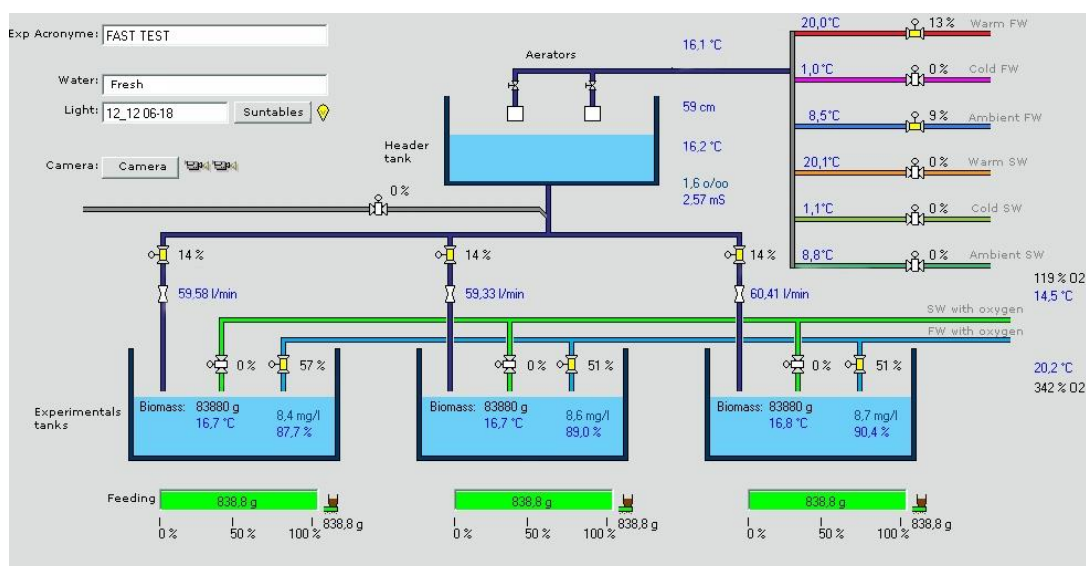 Exp Acronyme: FAST TEST
Water: Fresh
Light: 12_12 06-18 Suntables
Camera: Camera
Aerators
16,1 °C
20,0°C 13 % Warm FW
1,0°C 0 % Cold FW
8,5°C 9 % Ambient FW
20,1°C 0 % Warm SW
1,1°C 0 % Cold SW
8,8°C 0 % Ambient SW
Header
tank
59 cm
16,2 °C
1,6 o/oo
2,57 mS
0 %
14 % 14 % 14 %
59,58 l/min 59,33 l/min 60,41 l/min
119 % O2
14,5 °C
SW with oxygen
FW with oxygen
20,2 °C
342 % O2
0 % 57 % 0 % 51 % 0 % 51 %
Experimentals
tanks
Biomass: 83880 g
16,7 °C
8,4 mg/l
87,7 %
Biomass: 83880 g
16,7 °C
8,6 mg/l
89,0 %
Biomass: 83880 g
16,8 °C
8,7 mg/l
90,4 %
Feeding 838,8 g 838,8 g 838,8 g
838,8 g 838,8 g 838,8 g
0 % 50 % 100 % 0 % 50 % 100 % 0 % 50 % 100 %